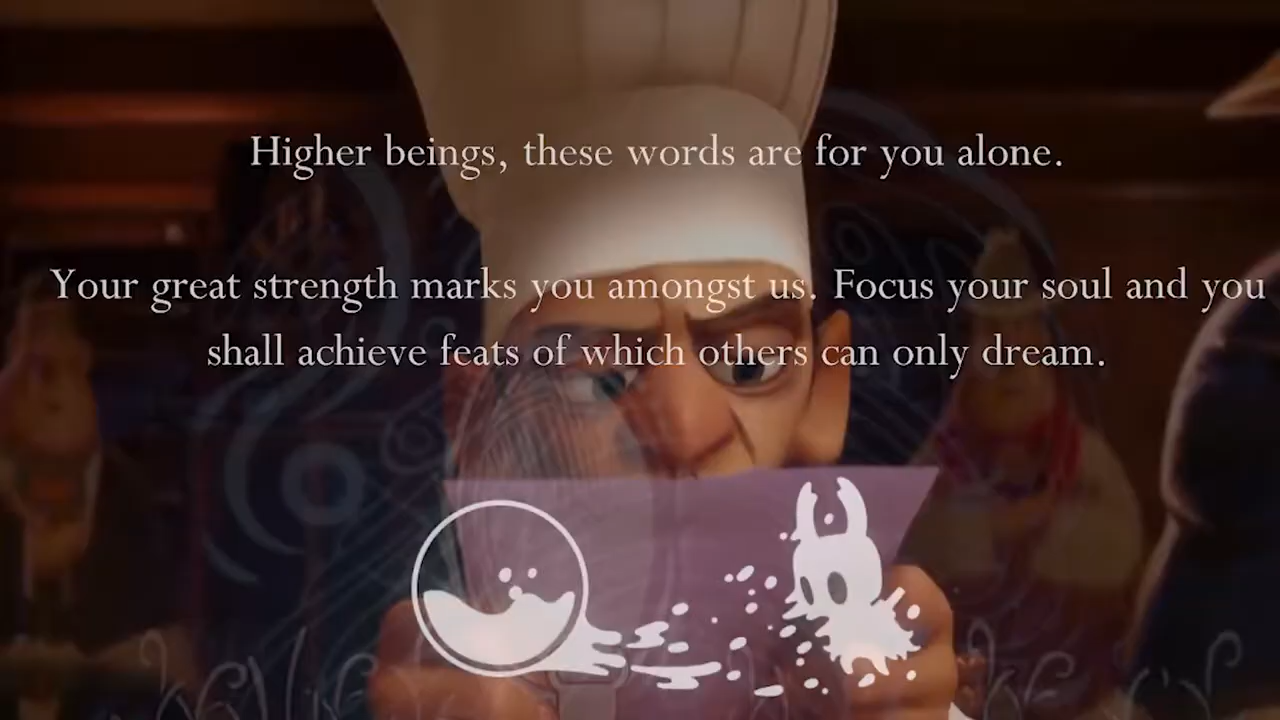 Higher beings, these words are for you alone.
Your great strength marks you amongst us. Focus your soul and you
shall achieve feats of which others can only dream.